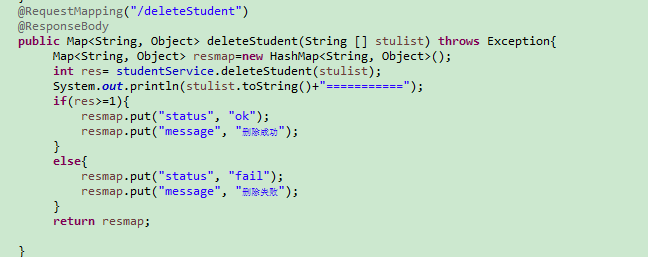 }
@RequestMapping("/deleteStudent")
@ResponseBody
public Map<String, Object> deleteStudent(String [] stulist) throws Exception{
Map<String, Object> resmap=new HashMap<String, Object>();
int res= studentService.deleteStudent(stulist);
System.out.println(stulist.toString()+"===========");
if(res>=1){
resmap.put("status", "ok");
resmap.put("message", "删除成功");
}
else{
resmap.put("status", "fail");
resmap.put("message", "删除失败");
}
return resmap;
}